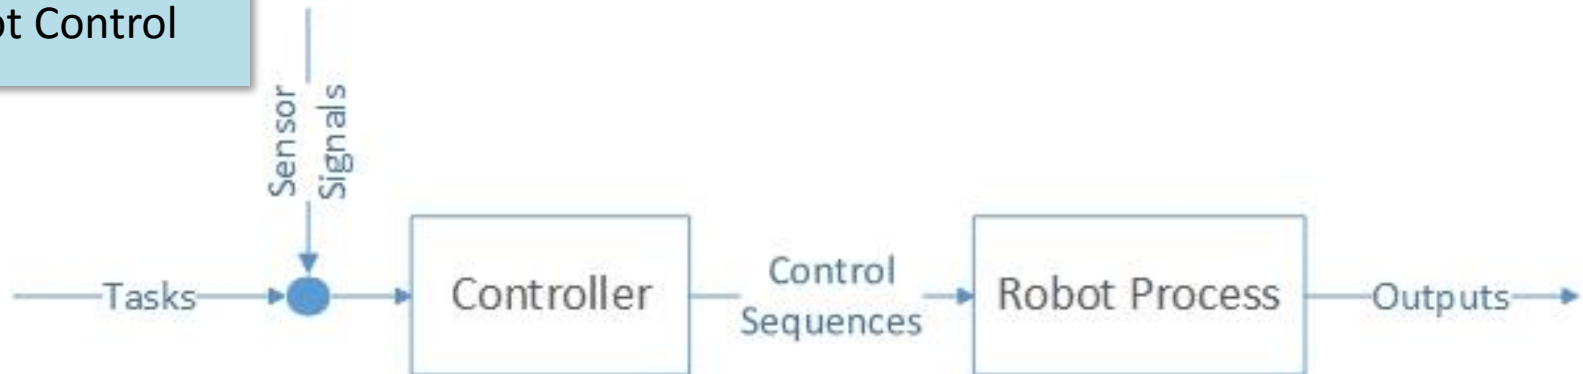 ot Control
Sensor
Signals
Tasks
Controller
Control
Sequences
Robot Process
Outputs